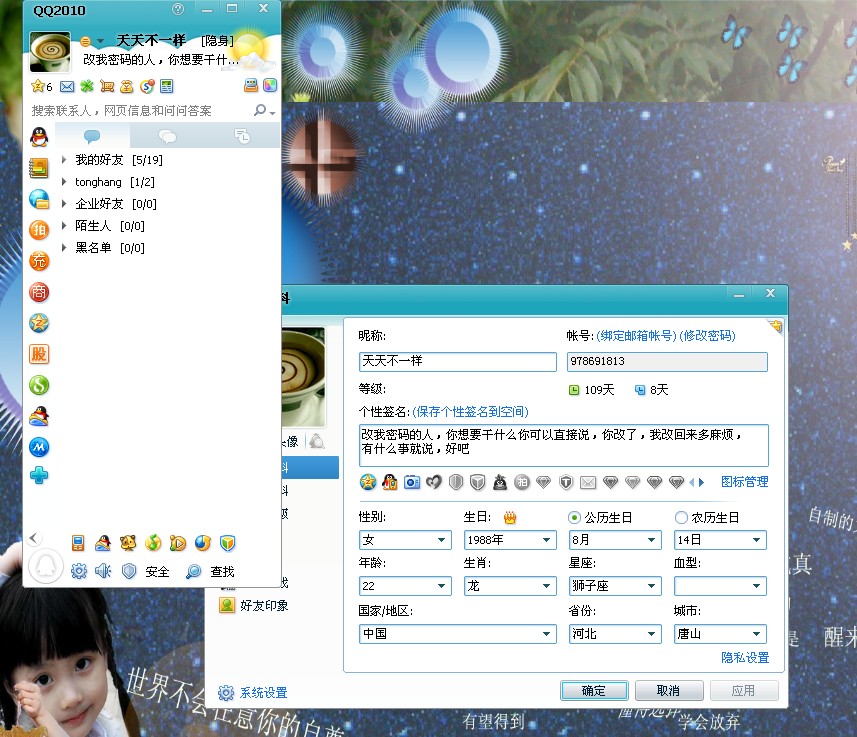 QQ2010
天天不一样 [隐身]
改我密码的人，你想要干什...
6
搜索联系人，网页信息和问问答案
我的好友 [5/19]
tonghang [1/2]
企业好友 [0/0]
陌生人 [0/0]
黑名单 [0/0]
拍
充
商
股
安全
查找
料
昵称:
帐号: (绑定邮箱帐号) (修改密码)
天天不一样
978691813
等级:
109天
8天
个性签名: (保存个性签名到空间)
改我密码的人，你想要干什么你可以直接说，你改了，我改回来多麻烦，
有什么事就说，好吧
图标管理
像
料
料
性别:
生日:
公历生日
农历生日
女
1988年
8月
14日
年龄:
生肖:
星座:
血型:
22
龙
狮子座
国家/地区:
省份:
城市:
中国
河北
唐山
隐私设置
找
好友印象
系统设置
确定
取消
应用
自制的
真
是
醒来
世界不会在意你的自尊
有望得到
懂得
学会放弃